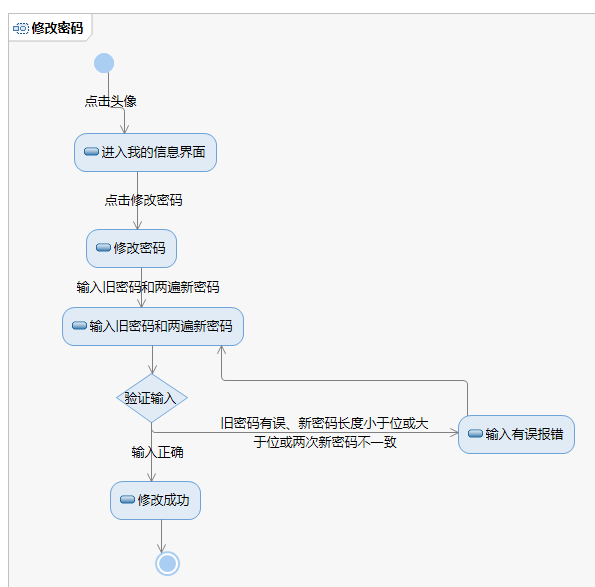 修改密码
点击头像
进入我的信息界面
点击修改密码
修改密码
输入旧密码和两遍新密码
输入旧密码和两遍新密码
验证输入
旧密码有误、新密码长度小于位或大
于位或两次新密码不一致
输入有误报错
输入正确
修改成功